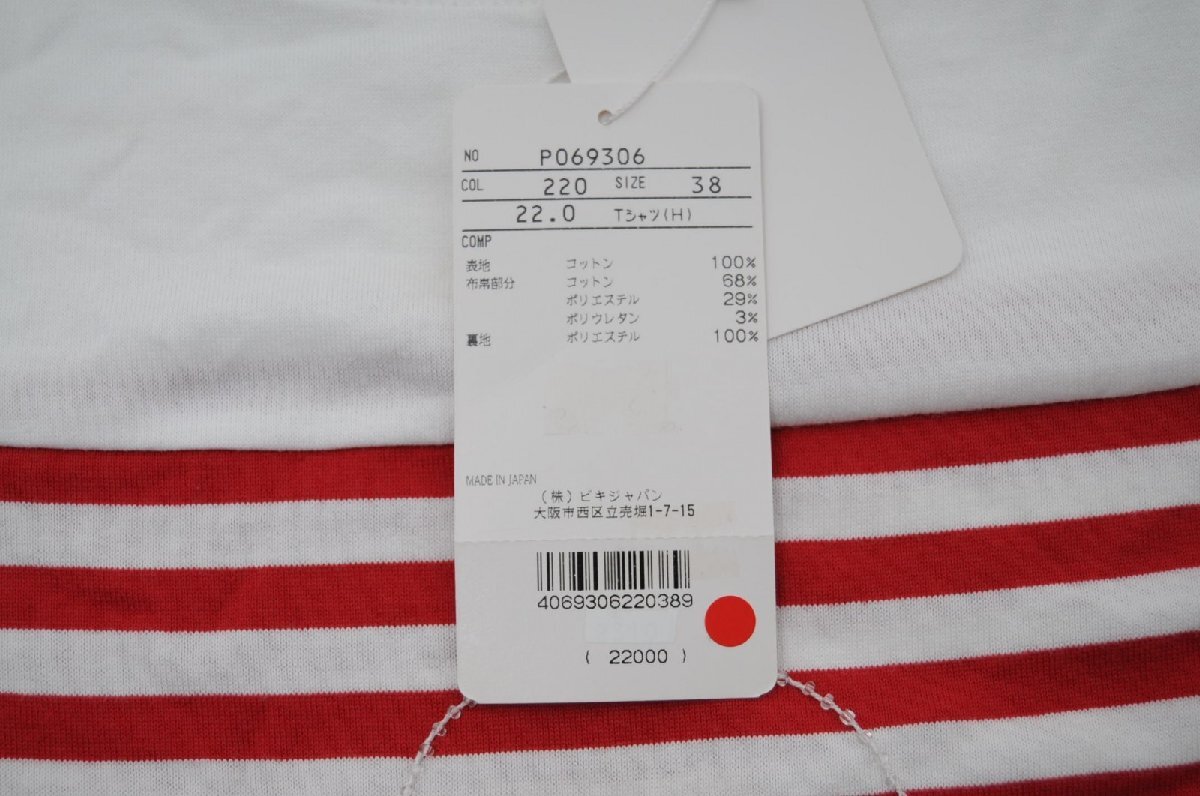 NO P069306
COL 220 SIZE 38
22.0 Tシャツ(H)
COMP
表地 コットン 100%
布帛部分 コットン 68%
ポリエステル 29%
ポリウレタン 3%
裏地 ポリエステル 100%
MADE IN JAPAN
(株)ビキジャパン
大阪市西区立売堀1-7-15
4069306220389
( 22000 )